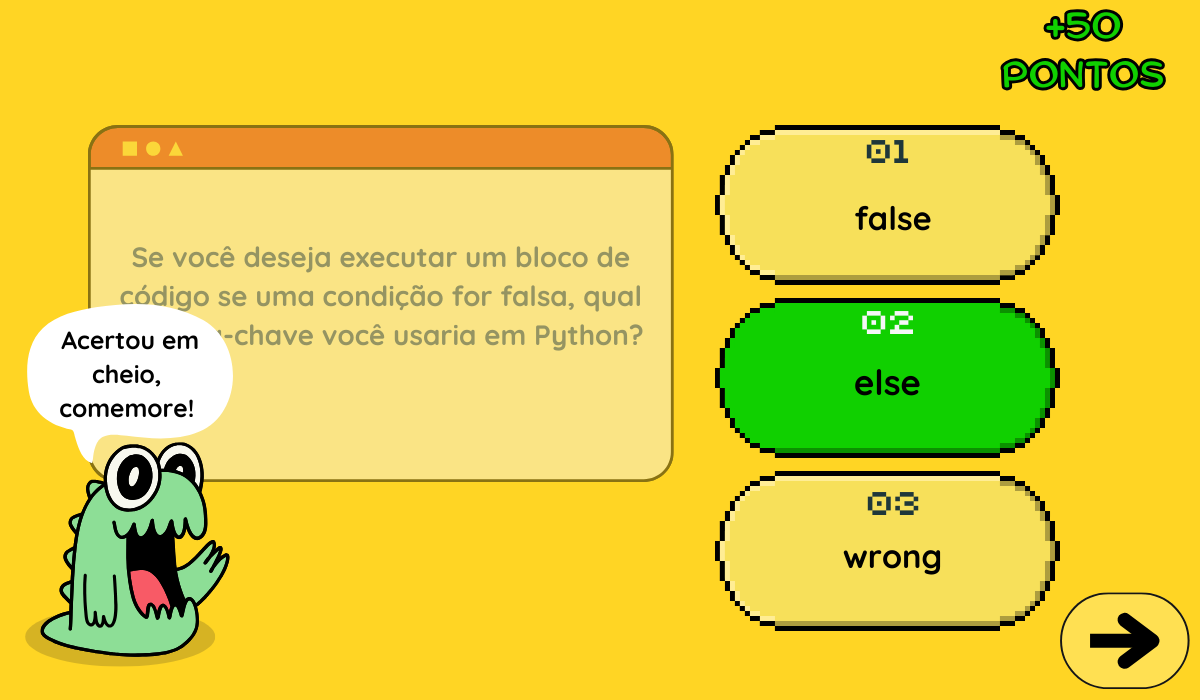 +50
PONTOS
Se você deseja executar um bloco de
código se uma condição for falsa, qual
-chave você usaria em Python?
Acertou em
cheio,
comemore!
01
false
02
else
03
wrong